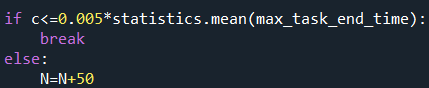 if c<=0.005*statistics.mean(max_task_end_time):
    break
else:
    N=N+50